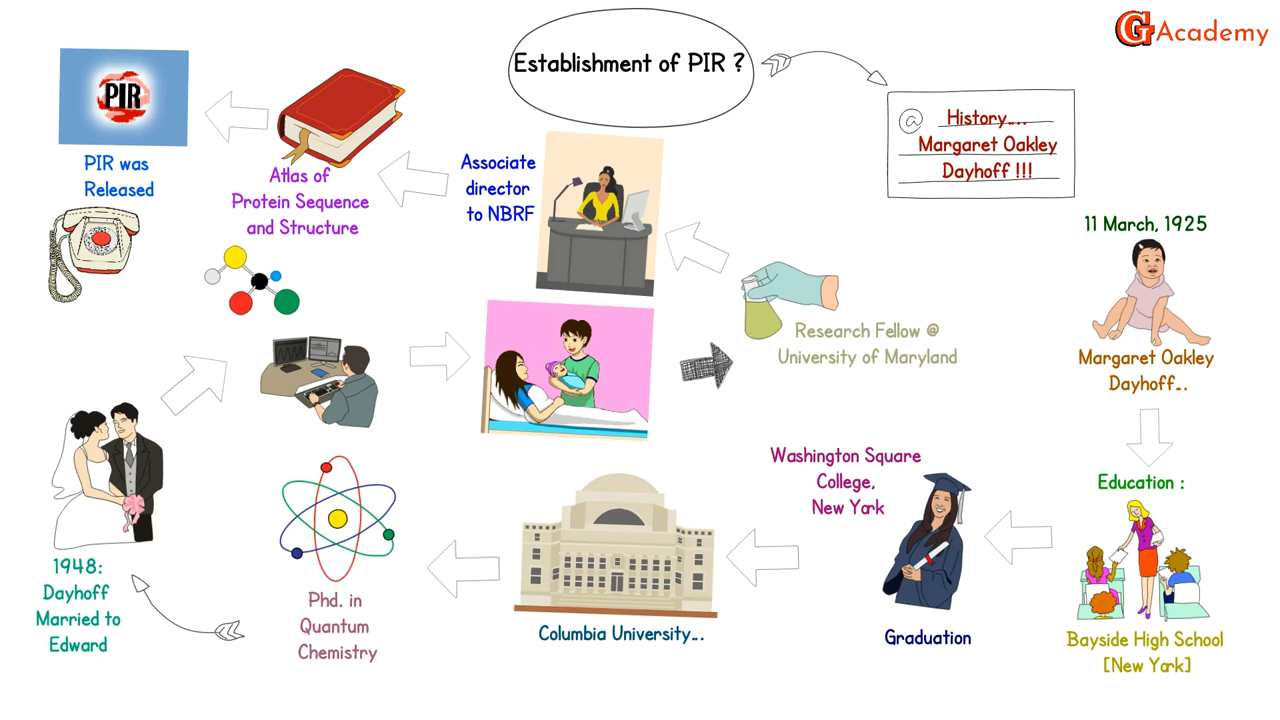 G Academy
Establishment of PIR ?
@ History....
Margaret Oakley
Dayhoff !!!
11 March, 1925
Margaret Oakley
Dayhoff...
Education :
Bayside High School
[New York]
Washington Square
College,
New York
Graduation
Columbia University...
Phd. in
Quantum
Chemistry
1948:
Dayhoff
Married to
Edward
Research Fellow @
University of Maryland
Associate
director
to NBRF
Atlas of
Protein Sequence
and Structure
PIR
PIR was
Released